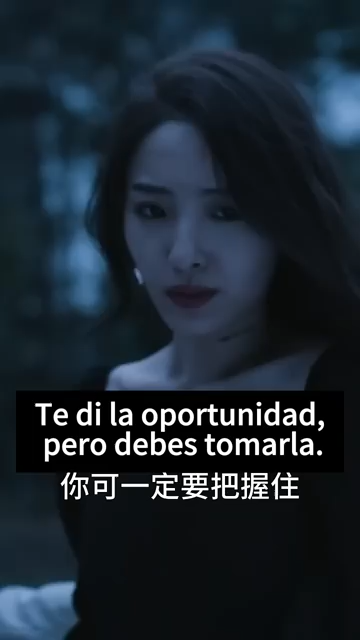 Te di la oportunidad,
pero debes tomarla.
你可一定要把握住